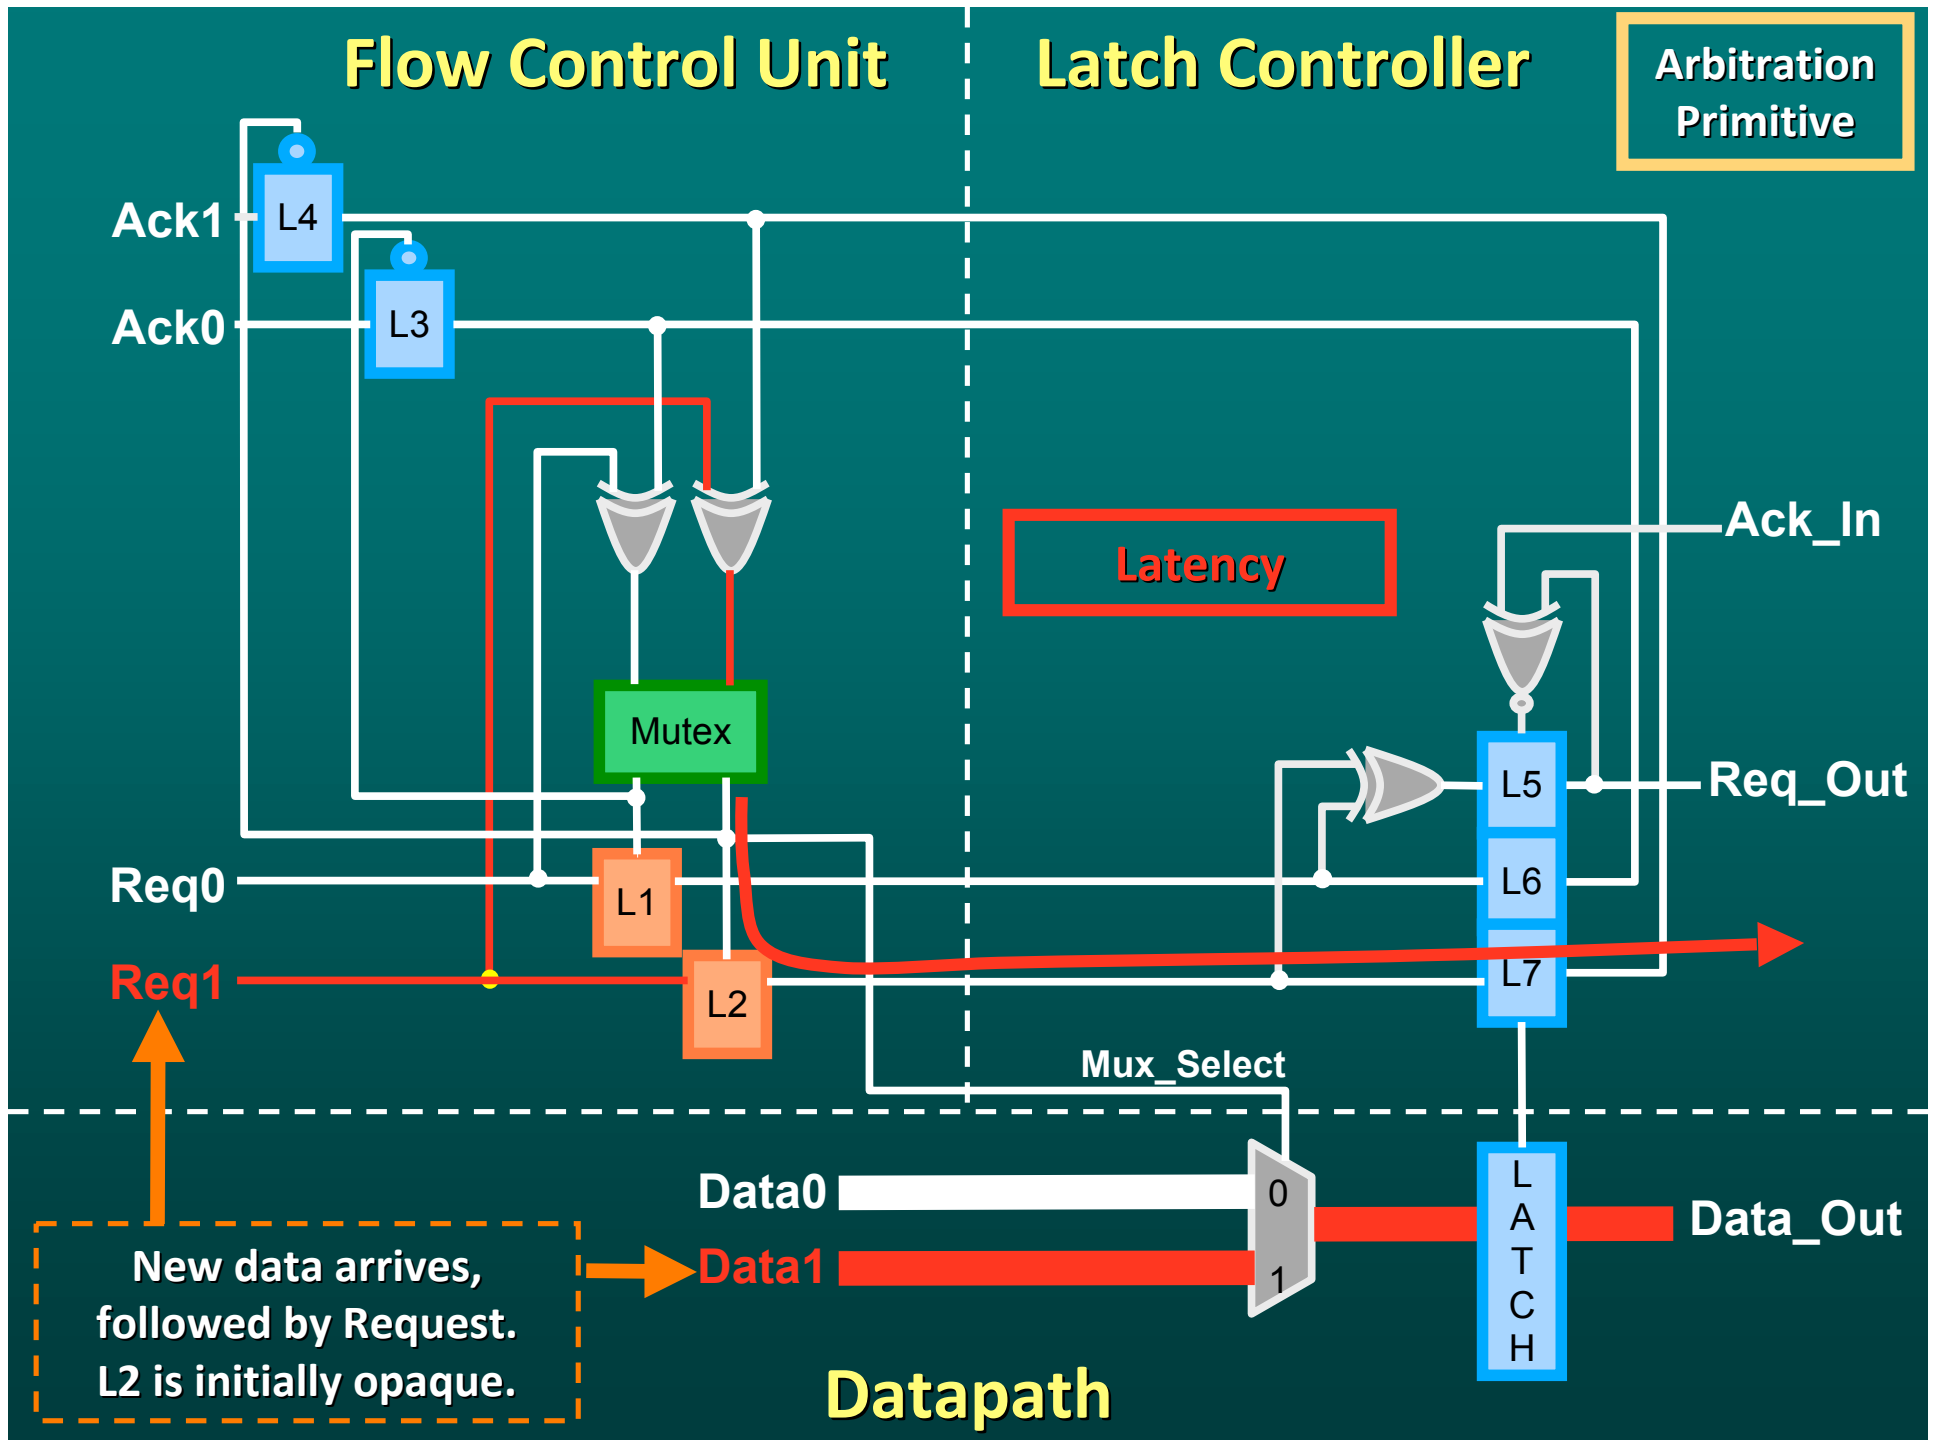 Flow Control Unit
Latch Controller
Arbitration
Primitive
L4
Ack1
L3
Ack0
Ack_In
Latency
Mutex
L5
Req_Out
Req0
L1
L6
Req1
L2
L7
Mux_Select
Data0
0
L
A
T
C
H
Data_Out
Data1
1
New data arrives,
followed by Request.
L2 is initially opaque.
Datapath